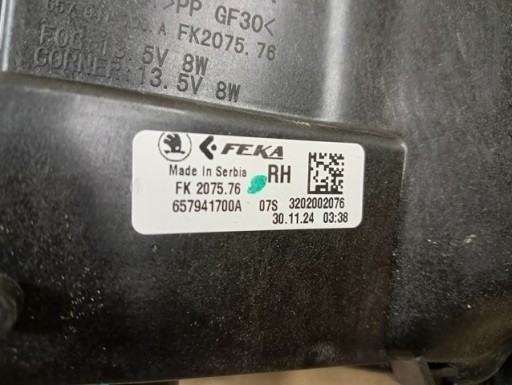 >PP GF30<
A FK2075.76
FOG:13.5V 8W
CORNER:13.5V 8W
FEKA
Made In Serbia RH
FK 2075.76
657941700A 07S 3202002076
30.11.24 03:38